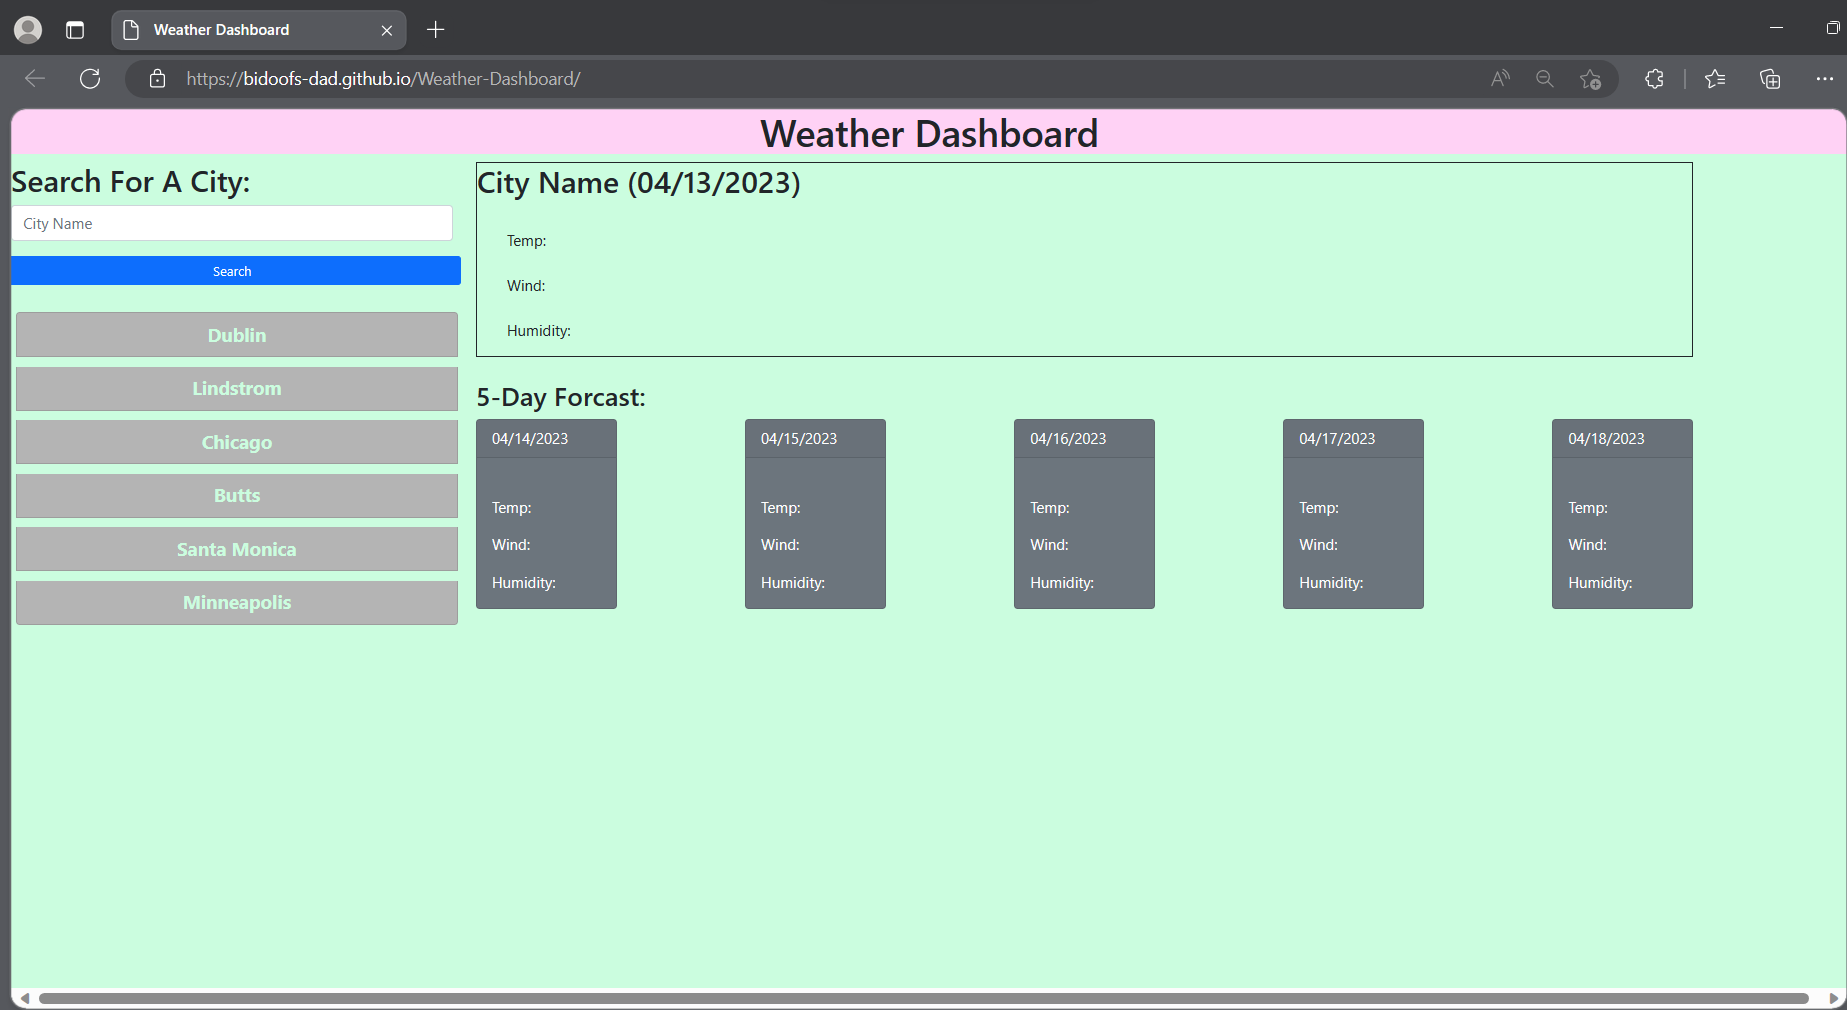 Weather Dashboard
https://bidoofs-dad.github.io/Weather-Dashboard/
Weather Dashboard
Search For A City:
City Name
Search
Dublin
Lindstrom
Chicago
Butts
Santa Monica
Minneapolis
City Name (04/13/2023)
Temp:
Wind:
Humidity:
5-Day Forcast:
04/14/2023
Temp:
Wind:
Humidity:
04/15/2023
Temp:
Wind:
Humidity:
04/16/2023
Temp:
Wind:
Humidity:
04/17/2023
Temp:
Wind:
Humidity:
04/18/2023
Temp:
Wind:
Humidity: